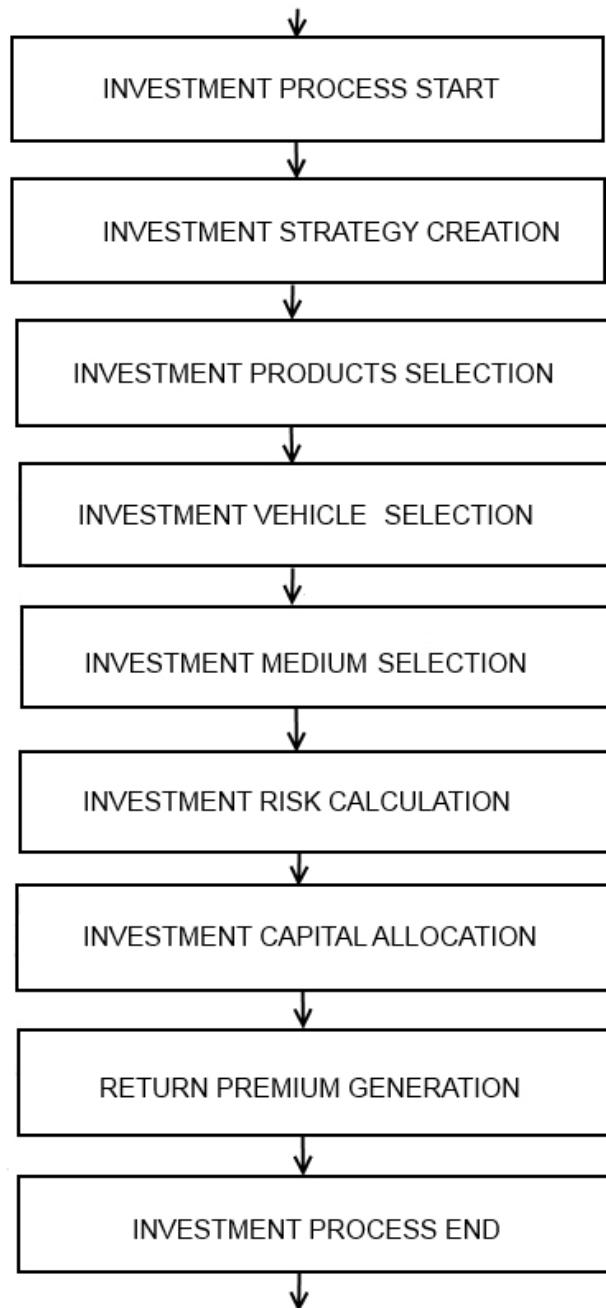 INVESTMENT PROCESS START
INVESTMENT STRATEGY CREATION
INVESTMENT PRODUCTS SELECTION
INVESTMENT VEHICLE SELECTION
INVESTMENT MEDIUM SELECTION
INVESTMENT RISK CALCULATION
INVESTMENT CAPITAL ALLOCATION
RETURN PREMIUM GENERATION
INVESTMENT PROCESS END